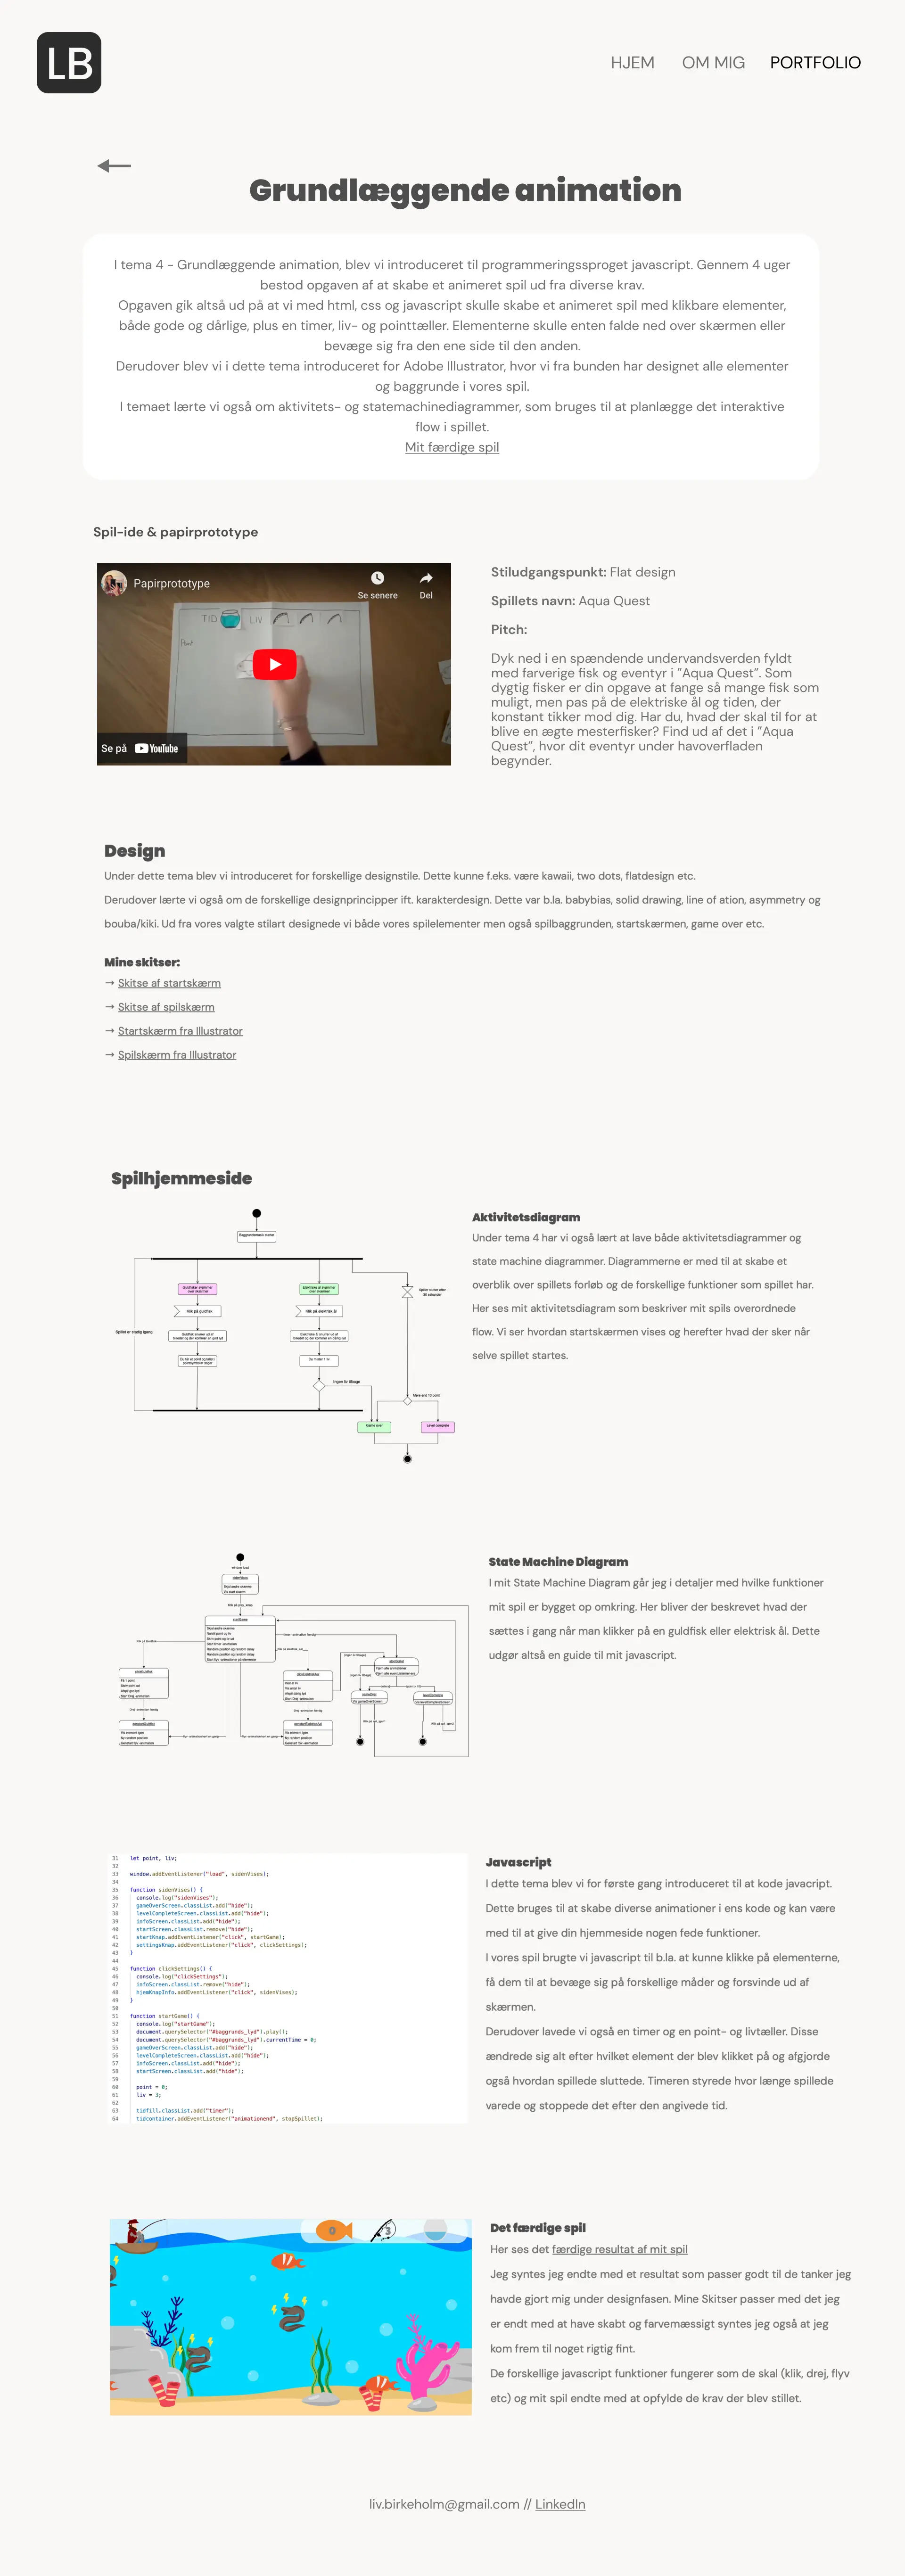 LB
HJEM
OM MIG
PORTFOLIO
Grundlæggende animation
I tema 4 - Grundlæggende animation, blev vi introduceret til programmeringssproget javascript. Gennem 4 uger
bestod opgaven af at skabe et animeret spil ud fra diverse krav.
Opgaven gik altså ud på at vi med html, css og javascript skulle skabe et animeret spil med klikbare elementer,
både gode og dårlige, plus en timer, liv- og pointtæller. Elementerne skulle enten falde ned over skærmen eller
bevæge sig fra den ene side til den anden.
Derudover blev vi i dette tema introduceret for Adobe Illustrator, hvor vi fra bunden har designet alle elementer
og baggrunde i vores spil.
I temaet lærte vi også om aktivitets- og statemachinediagrammer, som bruges til at planlægge det interaktive
flow i spillet.
Mit færdige spil
Spil-ide & papirprototype
Papirprototype
Se senere
Del
TID
LIV
Se på YouTube
Stiludgangspunkt: Flat design
Spillets navn: Aqua Quest
Pitch:
Dyk ned i en spændende undervandsverden fyldt
med farverige fisk og eventyr i "Aqua Quest". Som
dygtig fisker er din opgave at fange så mange fisk som
muligt, men pas på de elektriske ål og tiden, der
konstant tikker mod dig. Har du, hvad der skal til for at
blive en ægte mesterfisker? Find ud af det i "Aqua
Quest", hvor dit eventyr under havoverfladen
begynder.
Design
Under dette tema blev vi introduceret for forskellige designstile. Dette kunne f.eks. være kawaii, two dots, flatdesign etc.
Derudover lærte vi også om de forskellige designprincipper ift. karakterdesign. Dette var b.la. babybias, solid drawing, line of ation, asymmetry og
bouba/kiki. Ud fra vores valgte stilart designede vi både vores spilelementer men også spilbaggrunden, startskærmen, game over etc.
Mine skitser:
→ Skitse af startskærm
→ Skitse af spilskærm
→ Startskærm fra Illustrator
→ Spilskærm fra Illustrator
Spilhjemmeside
Baggrundsmusik starter
Guldfisker svømmer
over skærmen
Elektriske ål svømmer
over skærmen
Klik på guldfisk
Klik på elektrisk ål
Du mister 1 liv
Ingen liv tilbage
Mere end 10 point
Game over
Level complete
Aktivitetsdiagram
Under tema 4 har vi også lært at lave både aktivitetsdiagrammer og
state machine diagrammer. Diagrammerne er med til at skabe et
overblik over spillets forløb og de forskellige funktioner som spillet har.
Her ses mit aktivitetsdiagram som beskriver mit spils overordnede
flow. Vi ser hvordan startskærmen vises og herefter hvad der sker når
selve spillet startes.
State Machine Diagram
I mit State Machine Diagram går jeg i detaljer med hvilke funktioner
mit spil er bygget op omkring. Her bliver der beskrevet hvad der
sættes i gang når man klikker på en guldfisk eller elektrisk ål. Dette
udgør altså en guide til mit javascript.
31 let point, liv;
32
33 window.addEventListener("load", sidenVises);
34
35 function sidenVises() {
36 console.log("sidenVises");
37 gameOverScreen.classList.add("hide");
38 levelCompleteScreen.classList.add("hide");
39 infoScreen.classList.add("hide");
40 startScreen.classList.remove("hide");
41 startKnap.addEventListener("click", startGame);
42 settingsKnap.addEventListener("click", clickSettings);
43 }
44
45 function clickSettings() {
46 console.log("clickSettings");
47 infoScreen.classList.remove("hide");
48 hjemKnapInfo.addEventListener("click", sidenVises);
49 }
50
51 function startGame() {
52 console.log("startGame");
53 document.querySelector("#baggrunds_lyd").play();
54 document.querySelector("#baggrunds_lyd").currentTime = 0;
55 gameOverScreen.classList.add("hide");
56 levelCompleteScreen.classList.add("hide");
57 infoScreen.classList.add("hide");
58 startScreen.classList.add("hide");
59
60 point = 0;
61 liv = 3;
62
63 tidfill.classList.add("timer");
64 tidcontainer.addEventListener("animationend", stopSpillet);
Javascript
I dette tema blev vi for første gang introduceret til at kode javacript.
Dette bruges til at skabe diverse animationer i ens kode og kan være
med til at give din hjemmeside nogen fede funktioner.
I vores spil brugte vi javascript til b.la. at kunne klikke på elementerne,
få dem til at bevæge sig på forskellige måder og forsvinde ud af
skærmen.
Derudover lavede vi også en timer og en point- og livtæller. Disse
ændrede sig alt efter hvilket element der blev klikket på og afgjorde
også hvordan spillede sluttede. Timeren styrede hvor længe spillede
varede og stoppede det efter den angivede tid.
0
3
Det færdige spil
Her ses det færdige resultat af mit spil
Jeg syntes jeg endte med et resultat som passer godt til de tanker jeg
havde gjort mig under designfasen. Mine Skitser passer med det jeg
er endt med at have skabt og farvemæssigt syntes jeg også at jeg
kom frem til noget rigtig fint.
De forskellige javascript funktioner fungerer som de skal (klik, drej, flyv
etc) og mit spil endte med at opfylde de krav der blev stillet.
liv.birkeholm@gmail.com // LinkedIn